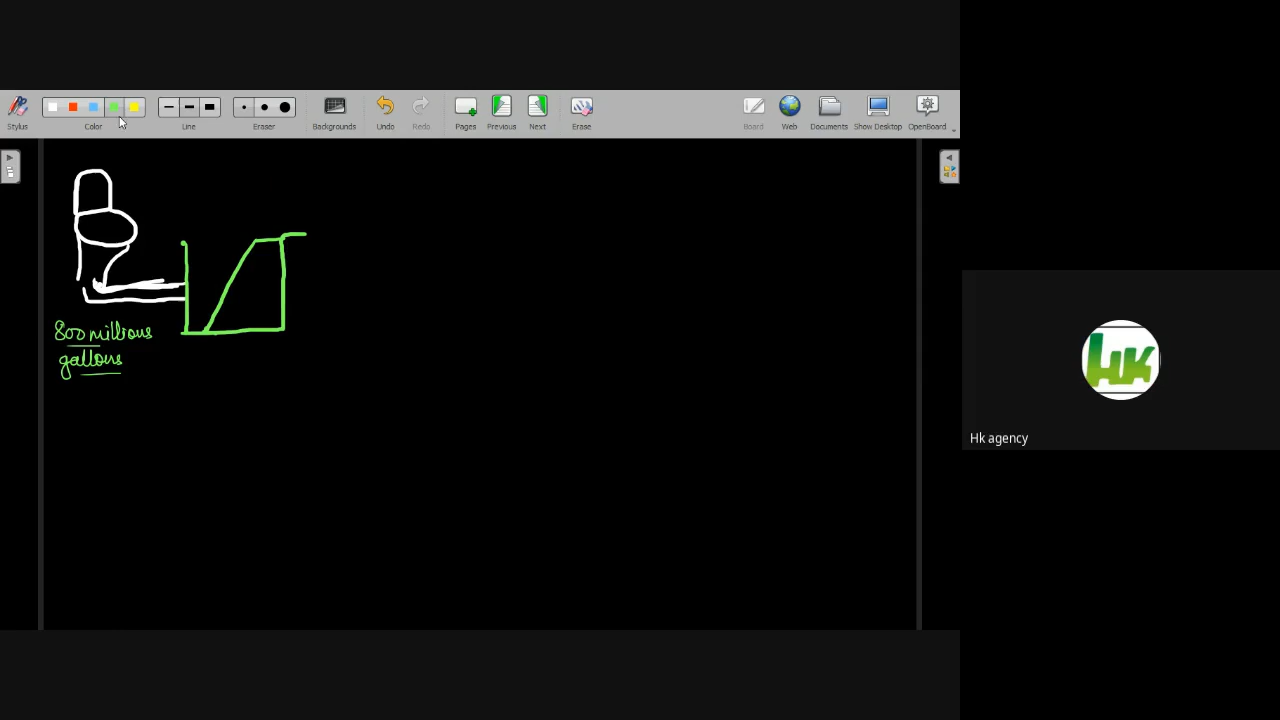 Stylus
Color
Line
Eraser
Backgrounds
Undo
Redo
Pages
Previous
Next
Erase
Board
Web
Documents
Show Desktop
OpenBoard
800 millions
gallons
hk
Hk agency